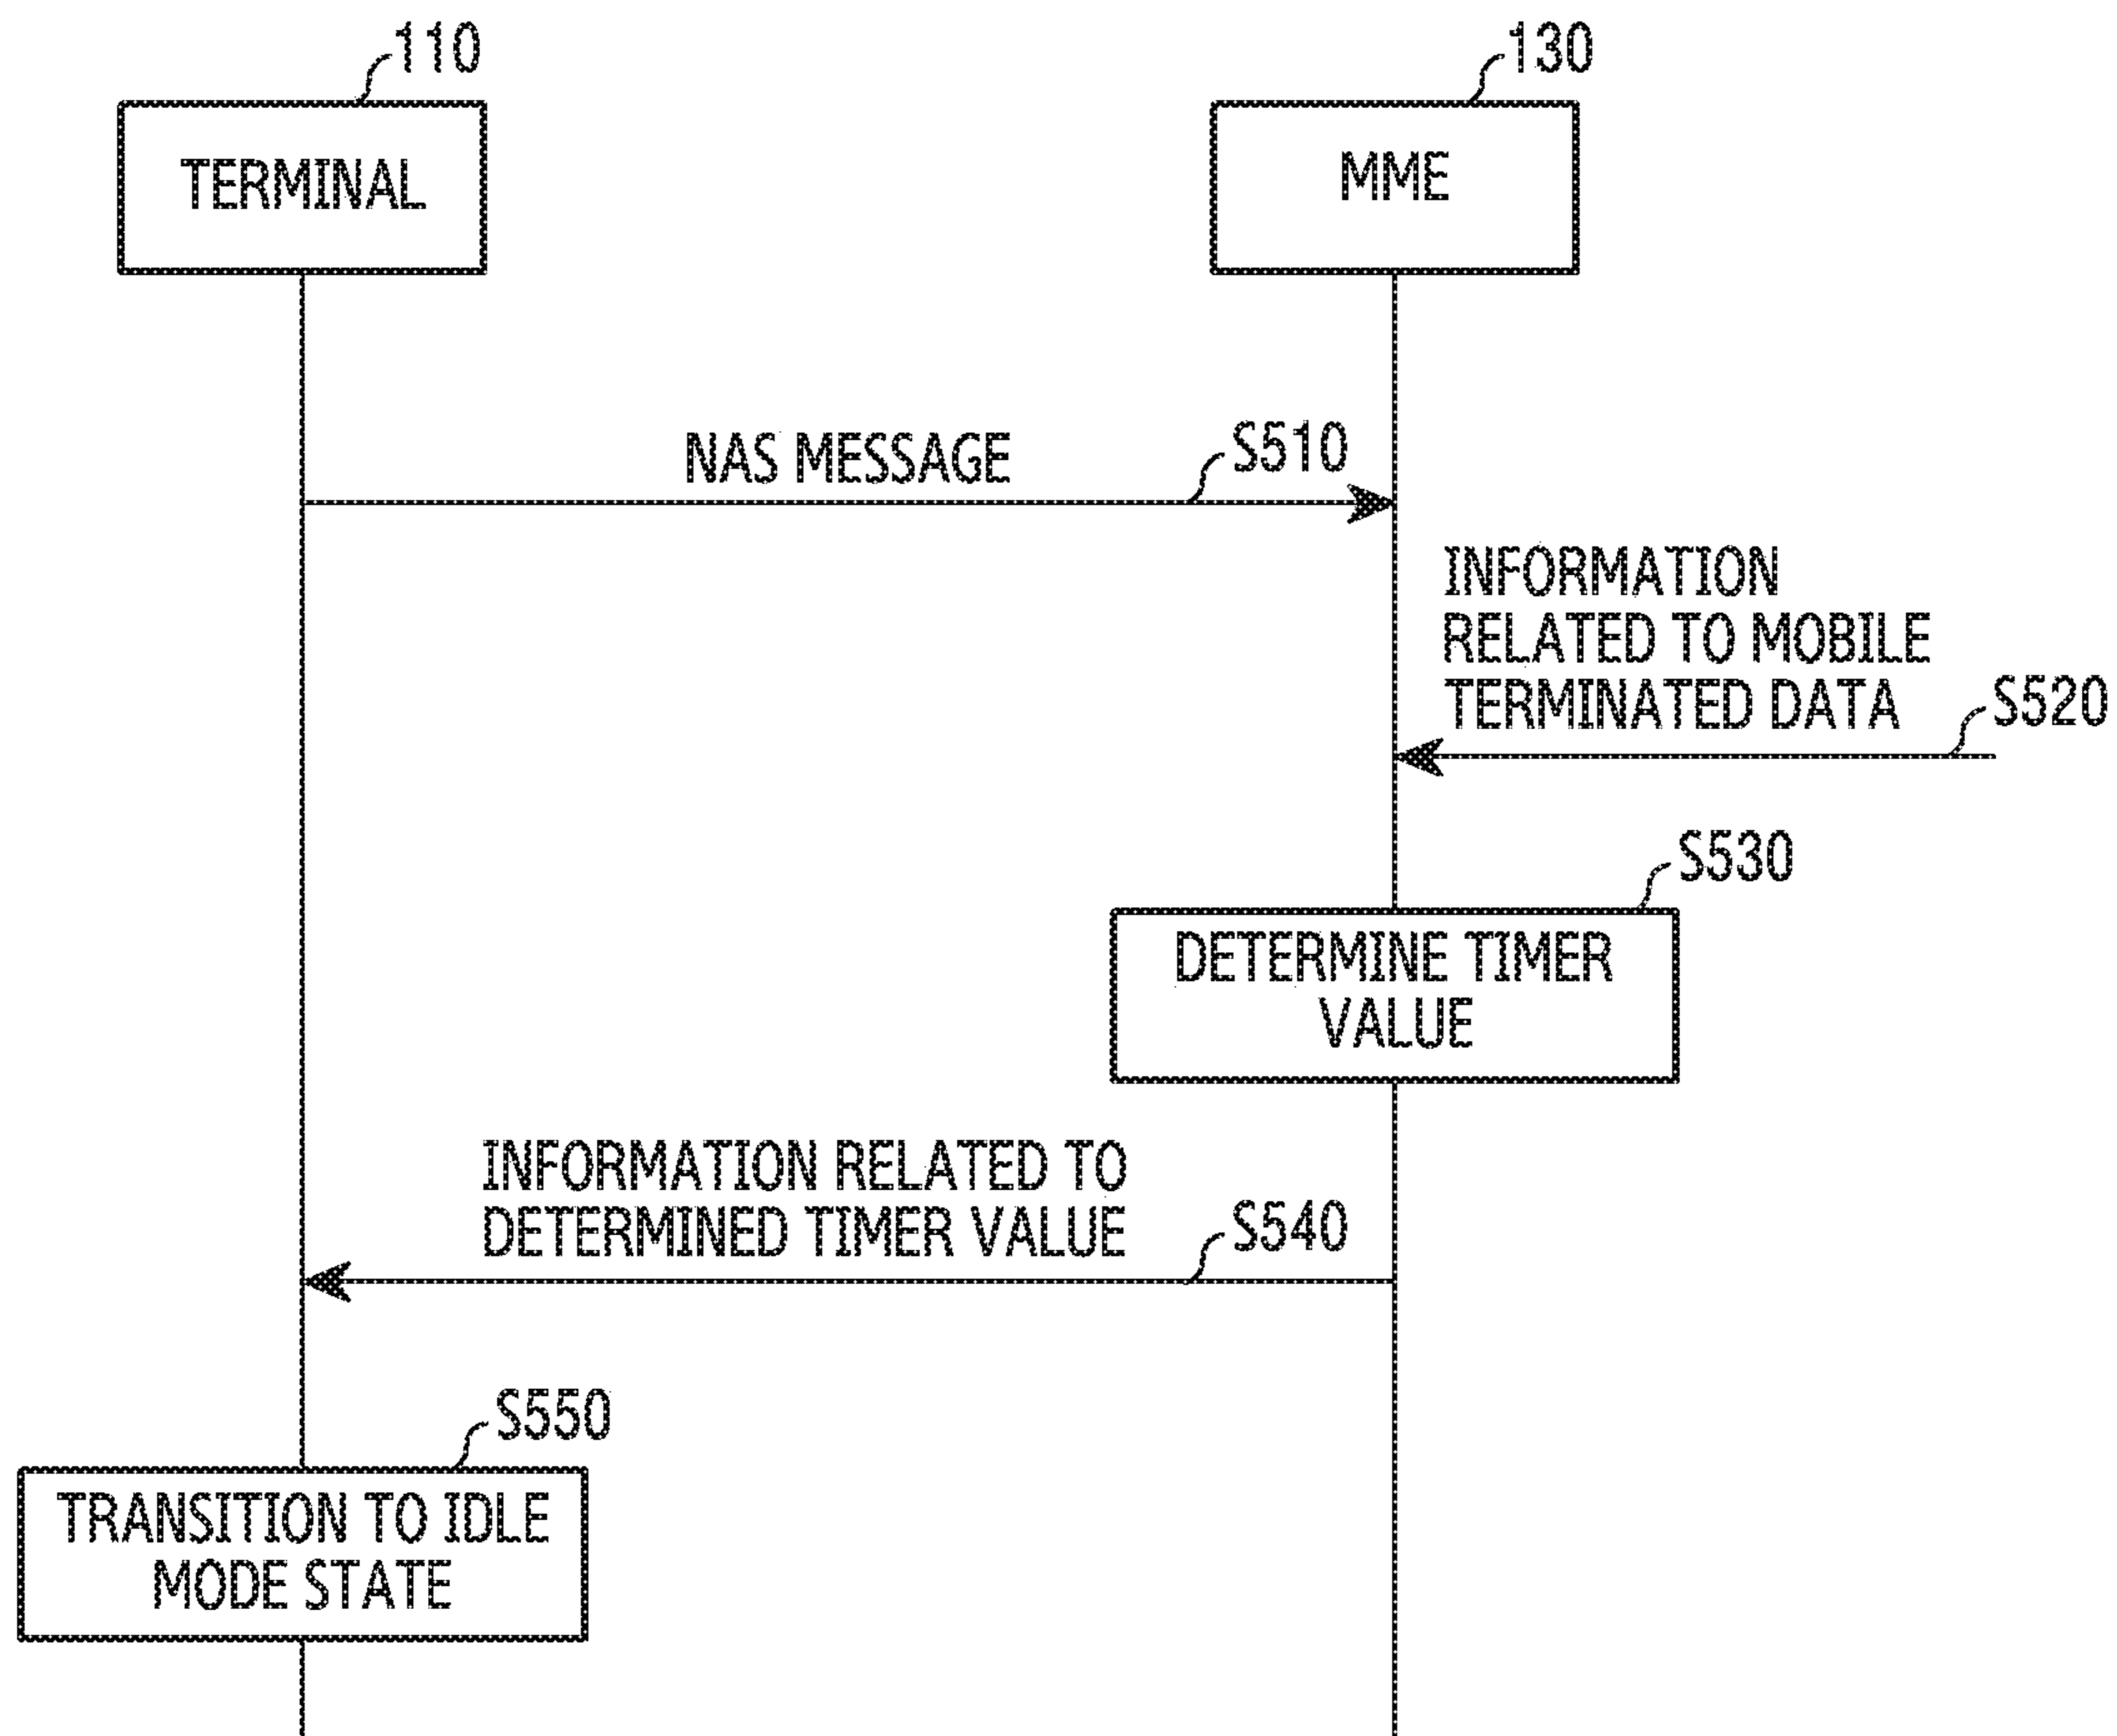 110
130
TERMINAL
MME
NAS MESSAGE
S510
INFORMATION
RELATED TO MOBILE
TERMINATED DATA
S520
S530
DETERMINE TIMER
VALUE
INFORMATION RELATED TO
DETERMINED TIMER VALUE
S540
S550
TRANSITION TO IDLE
MODE STATE